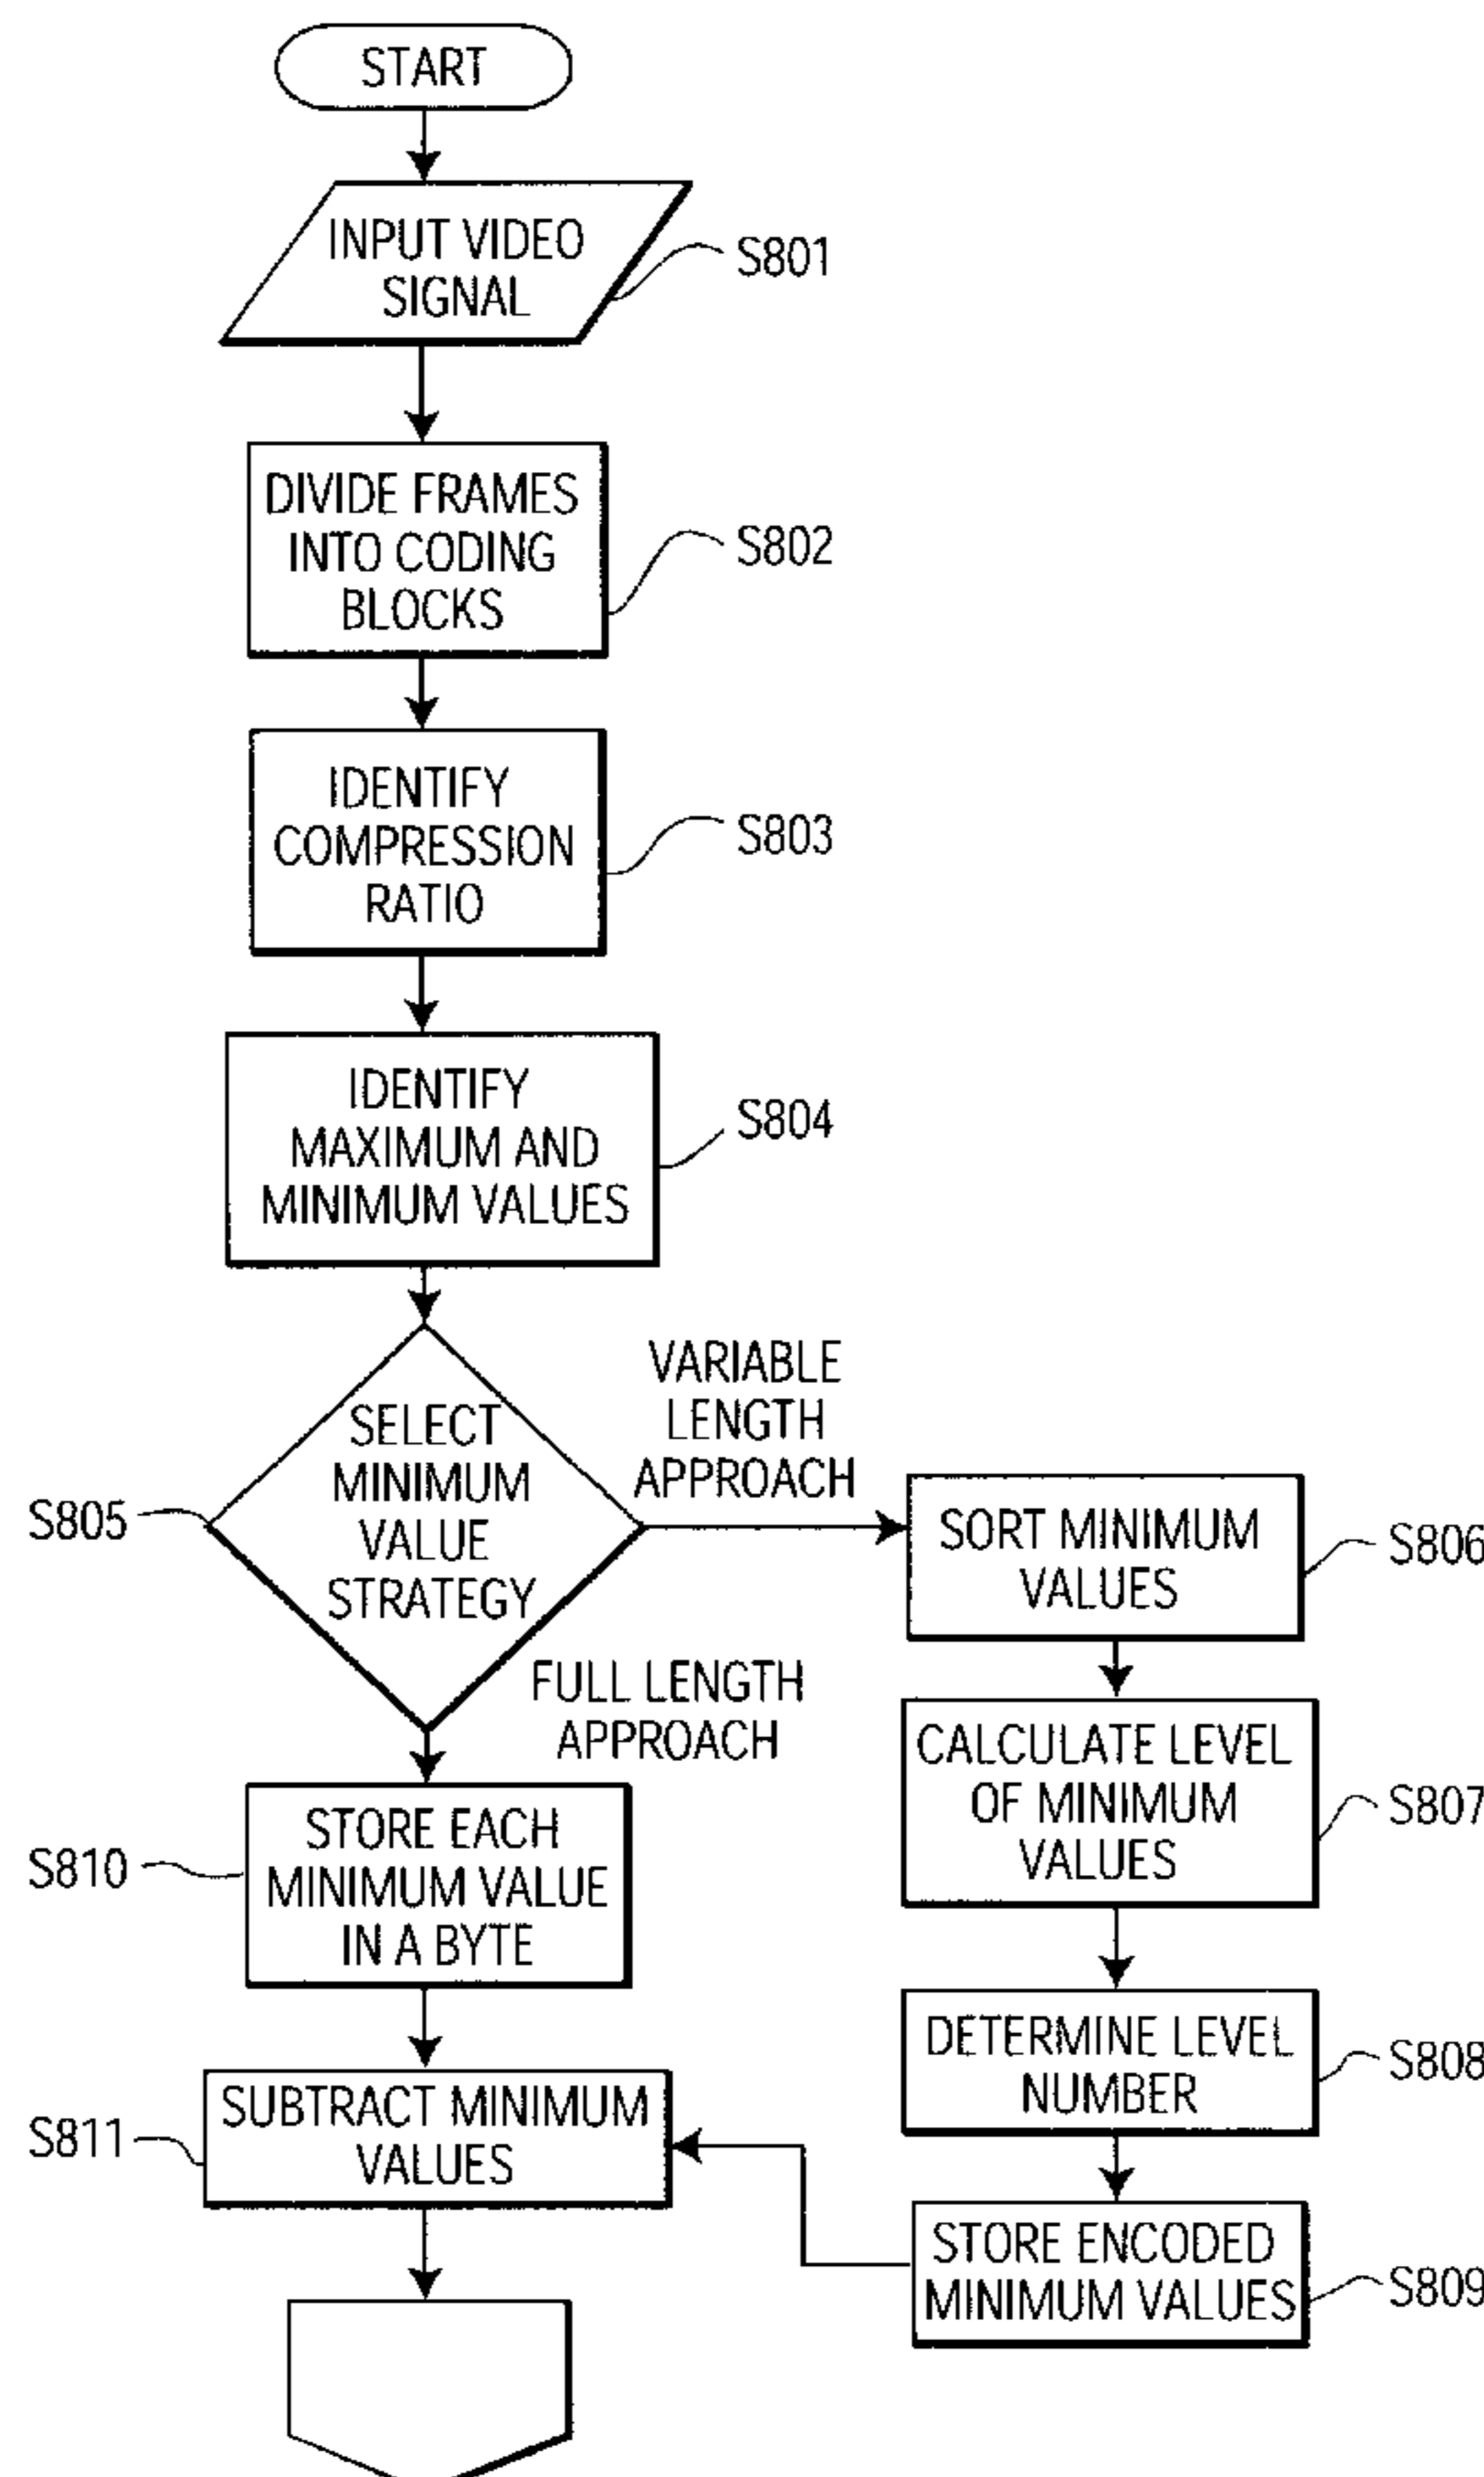 START
INPUT VIDEO
SIGNAL
S801
DIVIDE FRAMES
INTO CODING
BLOCKS
S802
IDENTIFY
COMPRESSION
RATIO
S803
IDENTIFY
MAXIMUM AND
MINIMUM VALUES
S804
SELECT
MINIMUM
VALUE
STRATEGY
S805
VARIABLE
LENGTH
APPROACH
SORT MINIMUM
VALUES
S806
CALCULATE LEVEL
OF MINIMUM
VALUES
S807
DETERMINE LEVEL
NUMBER
S808
STORE ENCODED
MINIMUM VALUES
S809
FULL LENGTH
APPROACH
STORE EACH
MINIMUM VALUE
IN A BYTE
S810
SUBTRACT MINIMUM
VALUES
S811